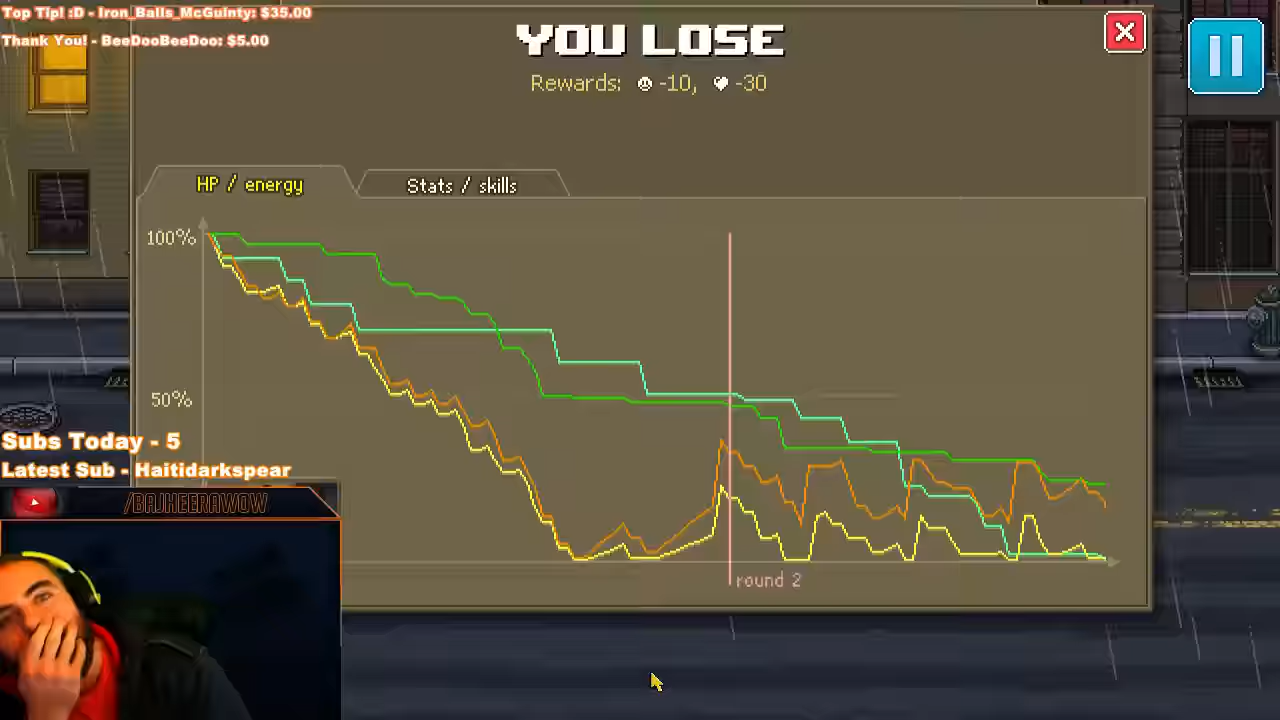 Top Tip! :D - Iron_Balls_McGuinty: $35.00
Thank You! - BeeDooBeeDoo: $5.00
YOU LOSE
Rewards: -10, -30
HP / energy
Stats / skills
100%
50%
Subs Today - 5
Latest Sub - Haitidarkspear
/BAJHEERAWOW
round 2